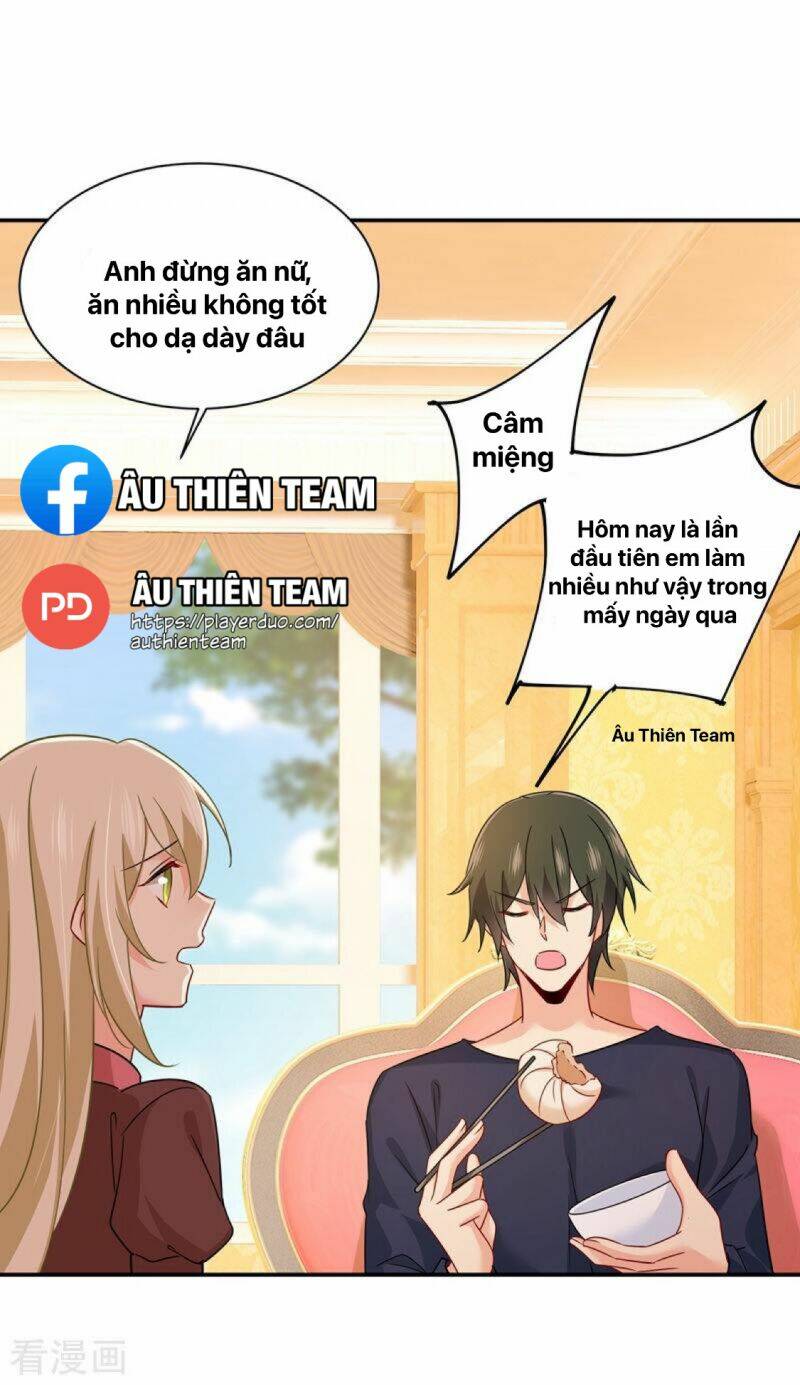 Anh đừng ăn nữ,
ăn nhiều không tốt
cho dạ dày đâu
Câm
miệng
ÂU THIÊN TEAM
Hôm nay là lần
đầu tiên em làm
nhiều như vậy trong
mấy ngày qua
PD
ÂU THIÊN TEAM
https://playerduo.com/
authienteam
Âu Thiên Team
看漫画